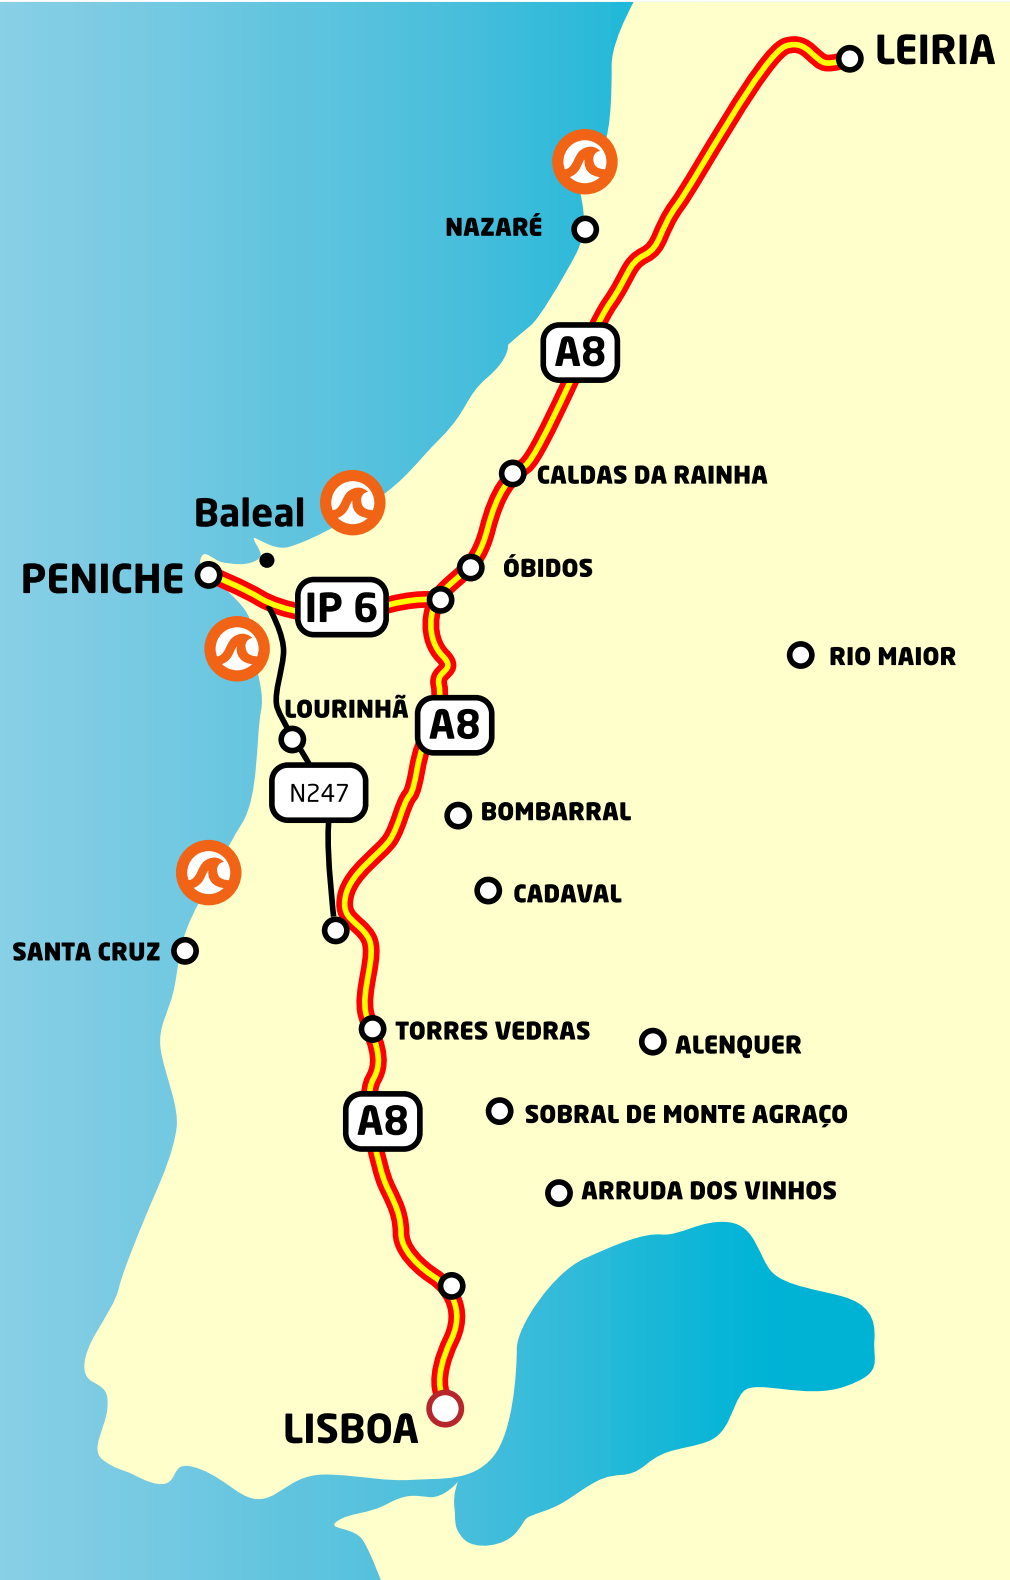 LEIRIA
NAZARÉ
A8
CALDAS DA RAINHA
Baleal
ÓBIDOS
PENICHE
IP 6
RIO MAIOR
LOURINHÃ
A8
N247
BOMBARRAL
CADAVAL
SANTA CRUZ
TORRES VEDRAS
ALENQUER
SOBRAL DE MONTE AGRAÇO
A8
ARRUDA DOS VINHOS
LISBOA